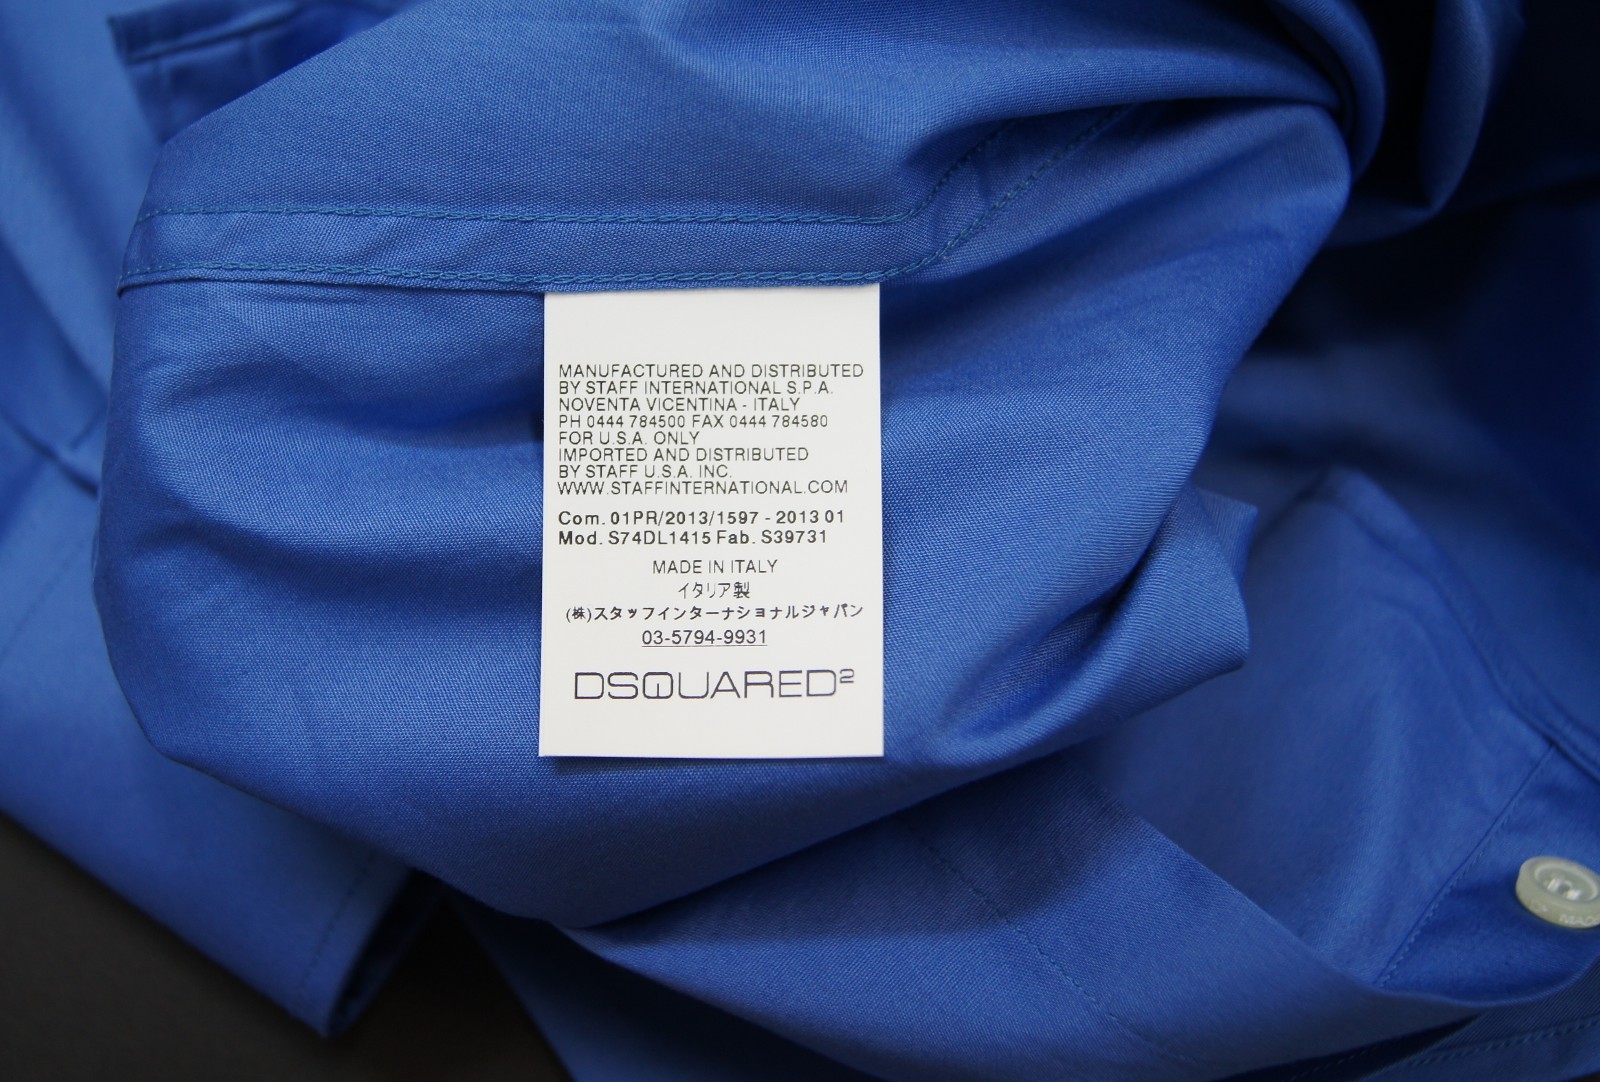 MANUFACTURED AND DISTRIBUTED
BY STAFF INTERNATIONAL S.P.A.
NOVENTA VICENTINA - ITALY
PH 0444 784500 FAX 0444 784580
FOR U.S.A. ONLY
IMPORTED AND DISTRIBUTED
BY STAFF U.S.A. INC.
WWW.STAFFINTERNATIONAL.COM
Com. 01PR/2013/1597 - 2013 01
Mod. S74DL1415 Fab. S39731
MADE IN ITALY
イタリア製
(株)スタッフインターナショナルジャパン
03-5794-9931
DSQUARED2